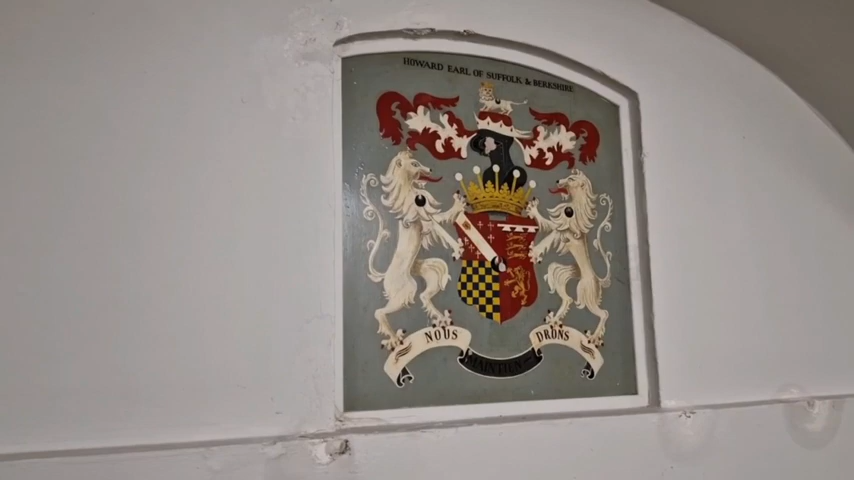 HOWARD EARL OF SUFFOLK & BERKSHIRE
NOUS MAINTIEN DRONS